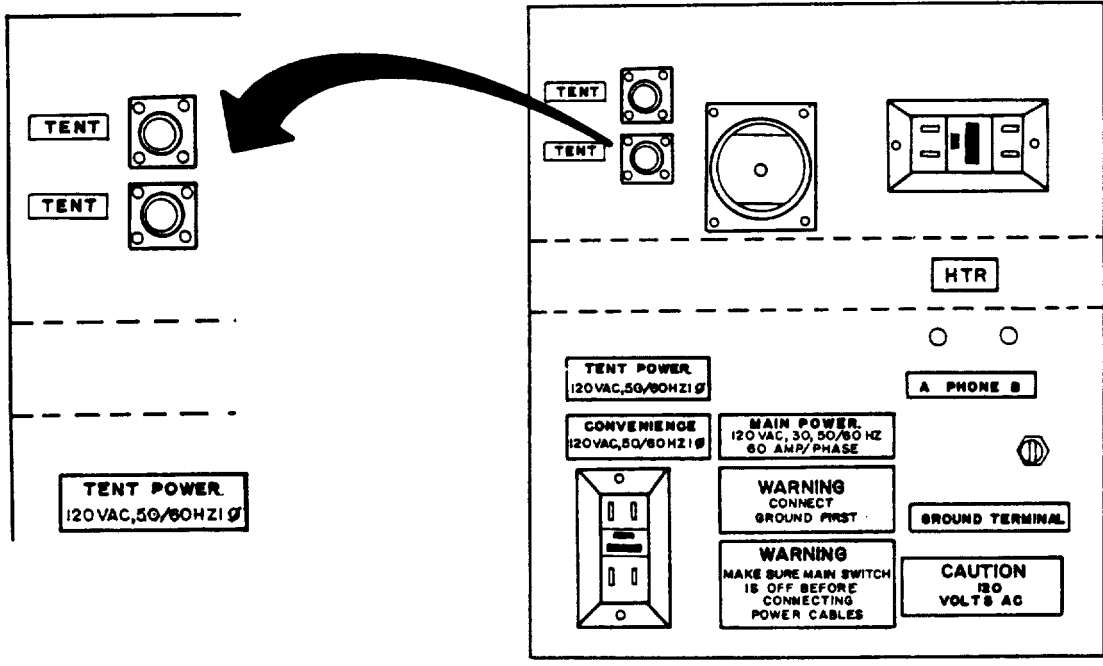 TENT
TENT
TENT POWER
120VAC,50/60HZ1Ø
TENT
TENT
HTR
TENT POWER
120VAC,50/60HZ1Ø
A PHONE B
CONVENIENCE
120VAC,50/60HZ1Ø
MAIN POWER.
120 VAC, 30, 50/60 HZ
60 AMP/PHASE
WARNING
CONNECT
GROUND FIRST
GROUND TERMINAL
WARNING
MAKE SURE MAIN SWITCH
IS OFF BEFORE
CONNECTING
POWER CABLES
CAUTION
120
VOLTS AC